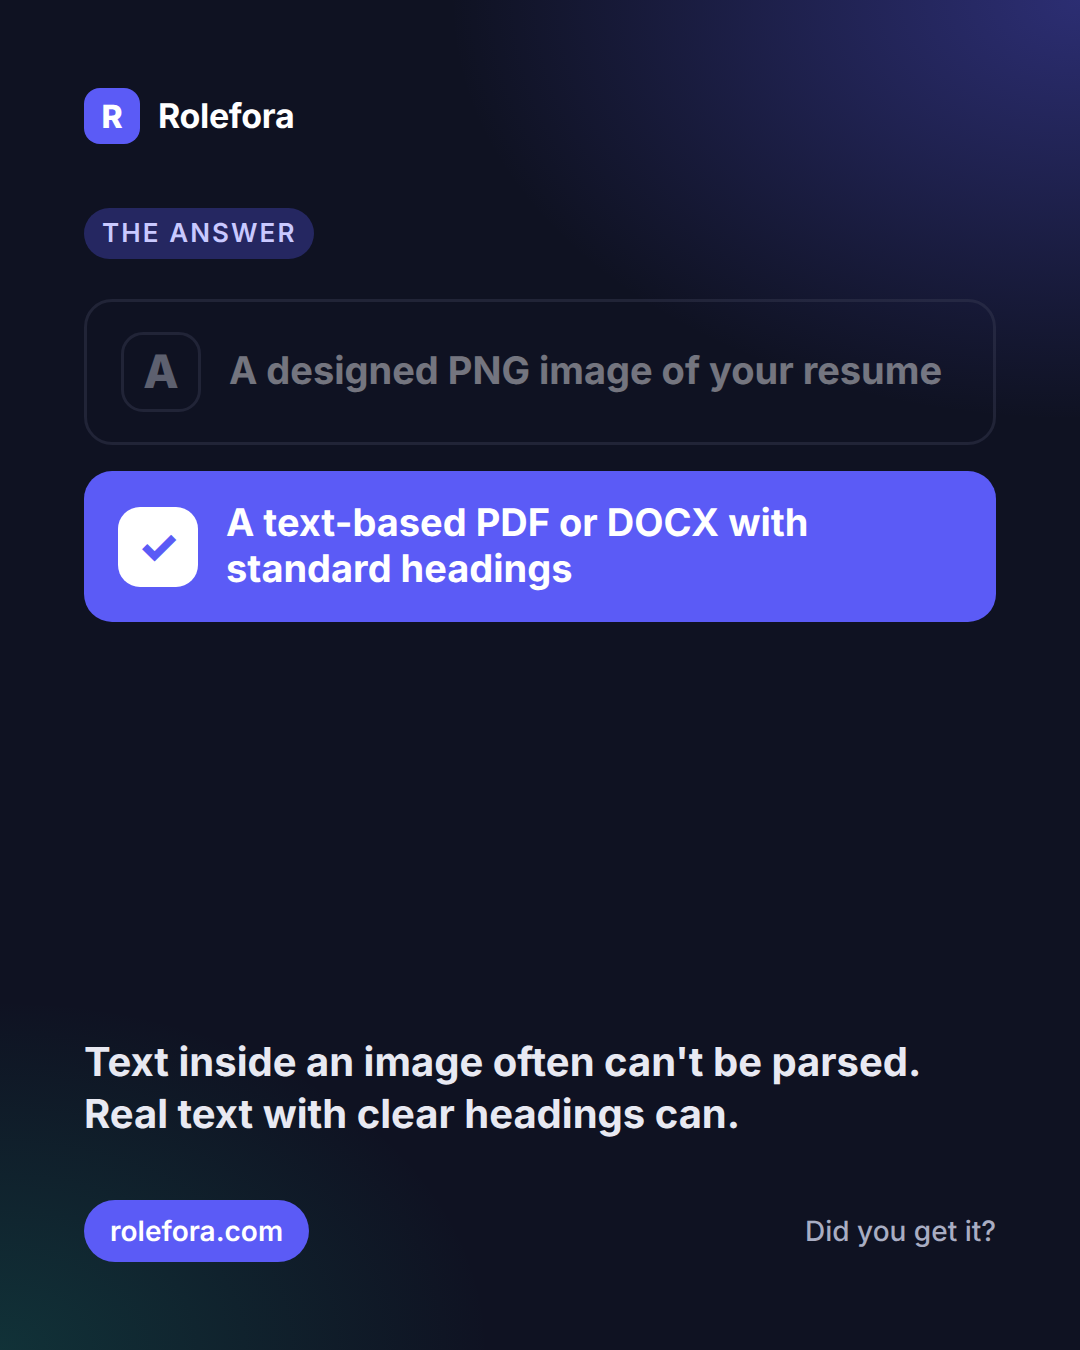 R Rolefora
THE ANSWER
A A designed PNG image of your resume
A text-based PDF or DOCX with
standard headings
Text inside an image often can't be parsed.
Real text with clear headings can.
rolefora.com
Did you get it?